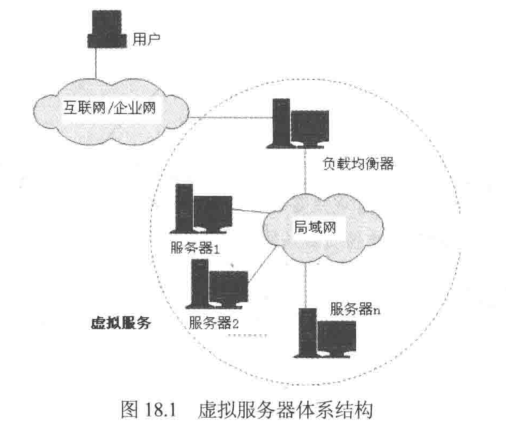 用户
互联网/企业网
负载均衡器
局域网
服务器1
服务器n
虚拟服务
服务器2
图 18.1 虚拟服务器体系结构